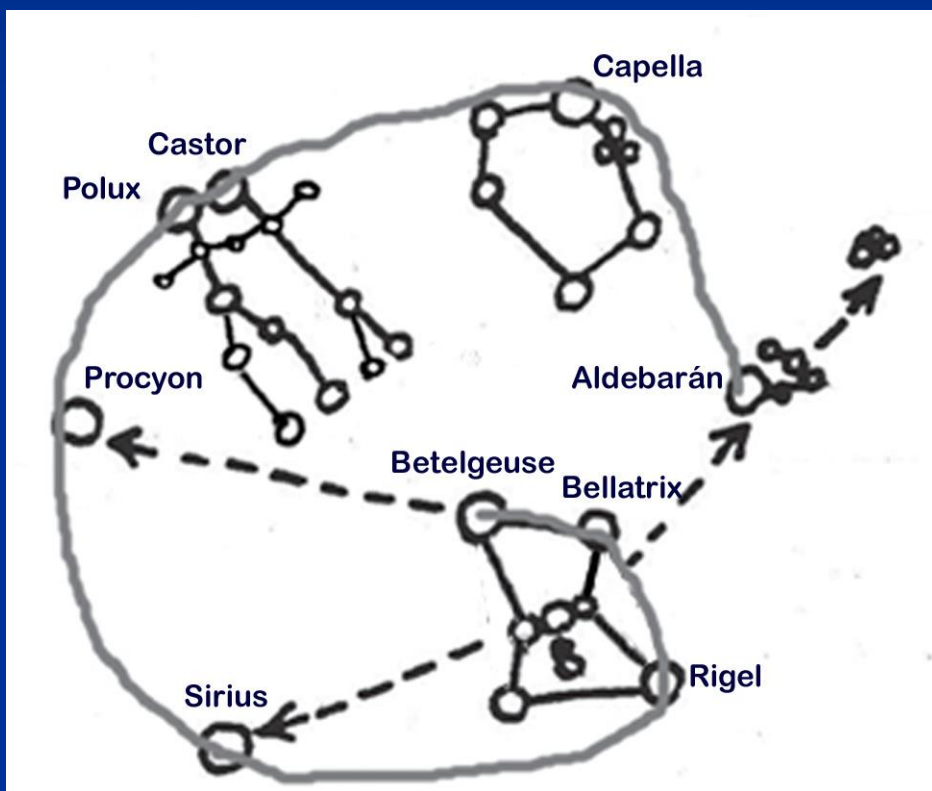 Capella
Castor
Polux
Procyon
Aldebarán
Betelgeuse
Bellatrix
Sirius
Rigel